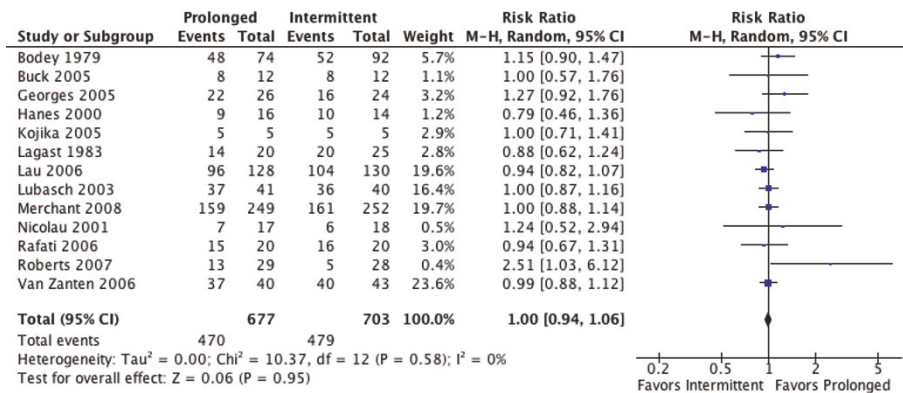 Prolonged Intermittent Risk Ratio Risk Ratio
Study or Subgroup Events Total Events Total Weight M-H, Random, 95% CI M-H, Random, 95% CI
Bodey 1979 48 74 52 92 5.7% 1.15 [0.90, 1.47]
Buck 2005 8 12 8 12 1.1% 1.00 [0.57, 1.76]
Georges 2005 22 26 16 24 3.2% 1.27 [0.92, 1.76]
Hanes 2000 9 16 10 14 1.2% 0.79 [0.46, 1.36]
Kojika 2005 5 5 5 5 2.9% 1.00 [0.71, 1.41]
Lagast 1983 14 20 20 25 2.8% 0.88 [0.62, 1.24]
Lau 2006 96 128 104 130 19.6% 0.94 [0.82, 1.07]
Lubasch 2003 37 41 36 40 16.4% 1.00 [0.87, 1.16]
Merchant 2008 159 249 161 252 19.7% 1.00 [0.88, 1.14]
Nicolau 2001 7 17 6 18 0.5% 1.24 [0.52, 2.94]
Rafati 2006 15 20 16 20 3.0% 0.94 [0.67, 1.31]
Roberts 2007 13 29 5 28 0.4% 2.51 [1.03, 6.12]
Van Zanten 2006 37 40 40 43 23.6% 0.99 [0.88, 1.12]
Total (95% CI) 677 703 100.0% 1.00 [0.94, 1.06]
Total events 470 479
Heterogeneity: Tau² = 0.00; Chi² = 10.37, df = 12 (P = 0.58); I² = 0%
Test for overall effect: Z = 0.06 (P = 0.95)
0.2 0.5 1 2 5
Favors Intermittent Favors Prolonged